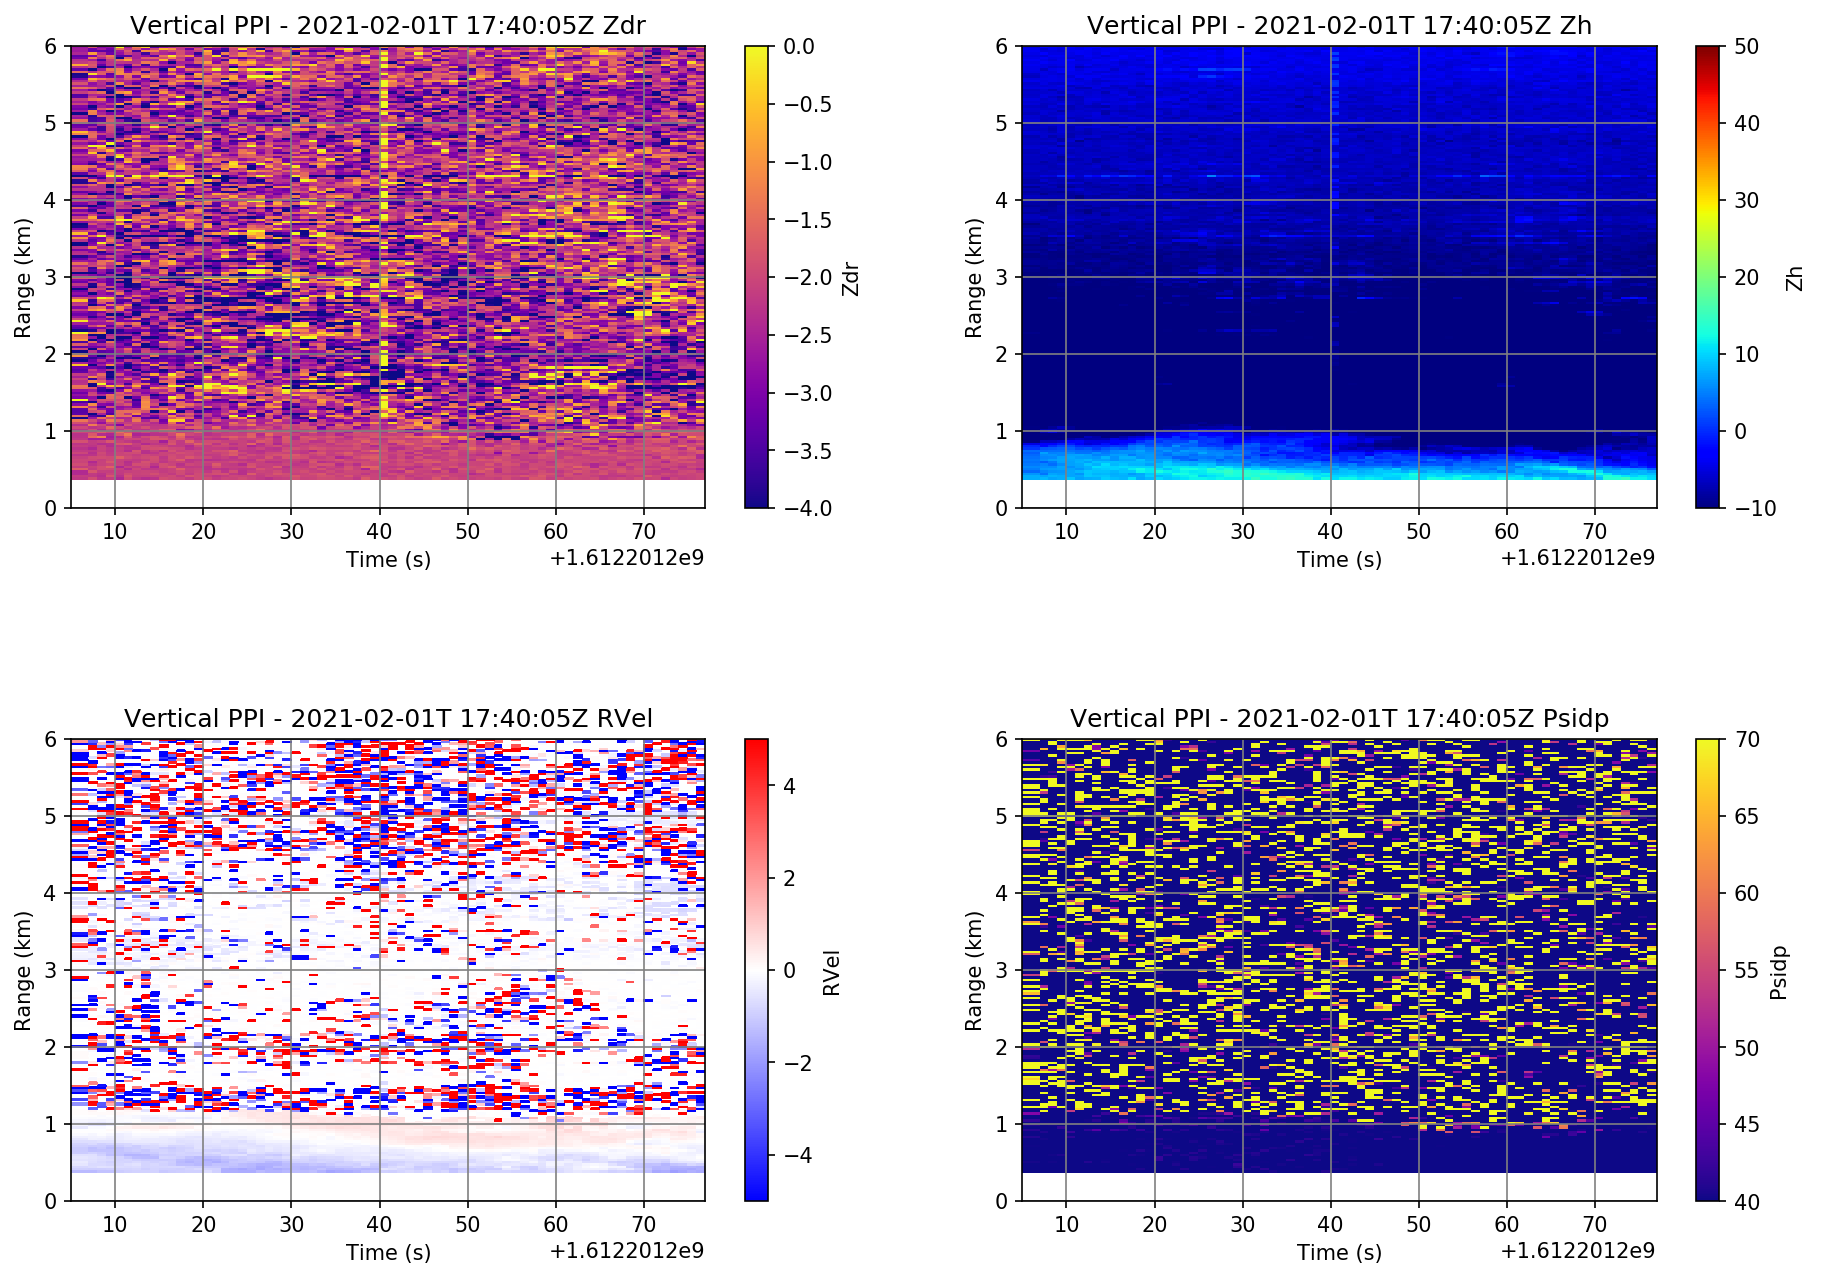 Vertical PPI - 2021-02-01T 17:40:05Z Zdr
6
5
4
3
2
1
0
Range (km)
10 20 30 40 50 60 70
Time (s)
+1.6122012e9
0.0
−0.5
−1.0
−1.5
−2.0
−2.5
−3.0
−3.5
−4.0
Zdr
Vertical PPI - 2021-02-01T 17:40:05Z Zh
6
5
4
3
2
1
0
Range (km)
10 20 30 40 50 60 70
Time (s)
+1.6122012e9
50
40
30
20
10
0
−10
Zh
Vertical PPI - 2021-02-01T 17:40:05Z RVel
6
5
4
3
2
1
0
Range (km)
10 20 30 40 50 60 70
Time (s)
+1.6122012e9
4
2
0
−2
−4
RVel
Vertical PPI - 2021-02-01T 17:40:05Z Psidp
6
5
4
3
2
1
0
Range (km)
10 20 30 40 50 60 70
Time (s)
+1.6122012e9
70
65
60
55
50
45
40
Psidp